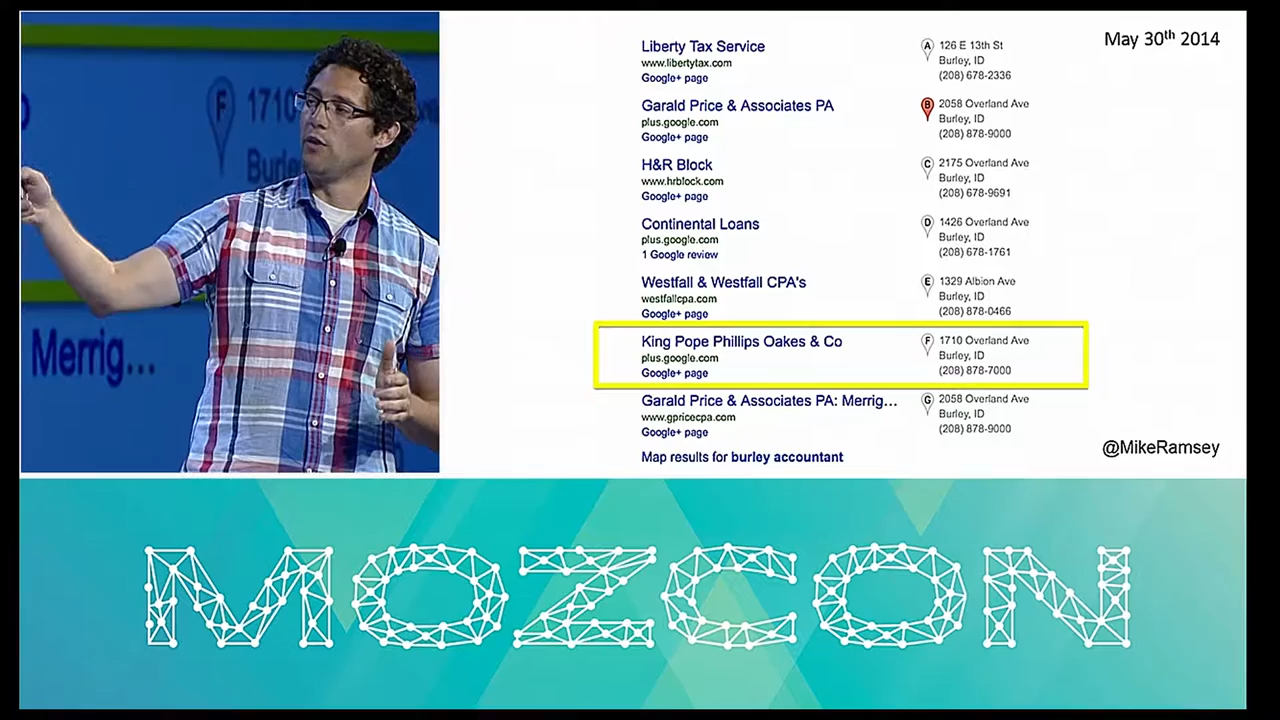 F 1710
Burle
Merrig...
May 30th 2014
Liberty Tax Service
www.libertytax.com
Google+ page
A 126 E 13th St
Burley, ID
(208) 678-2336
Garald Price & Associates PA
plus.google.com
Google+ page
B 2058 Overland Ave
Burley, ID
(208) 878-9000
H&R Block
www.hrblock.com
Google+ page
C 2175 Overland Ave
Burley, ID
(208) 678-9691
Continental Loans
plus.google.com
1 Google review
D 1426 Overland Ave
Burley, ID
(208) 678-1761
Westfall & Westfall CPA's
westfallcpa.com
Google+ page
E 1329 Albion Ave
Burley, ID
(208) 878-0466
King Pope Phillips Oakes & Co
plus.google.com
Google+ page
F 1710 Overland Ave
Burley, ID
(208) 878-7000
Garald Price & Associates PA: Merrig...
www.gpricecpa.com
Google+ page
G 2058 Overland Ave
Burley, ID
(208) 878-9000
Map results for burley accountant
@MikeRamsey
MOZCON